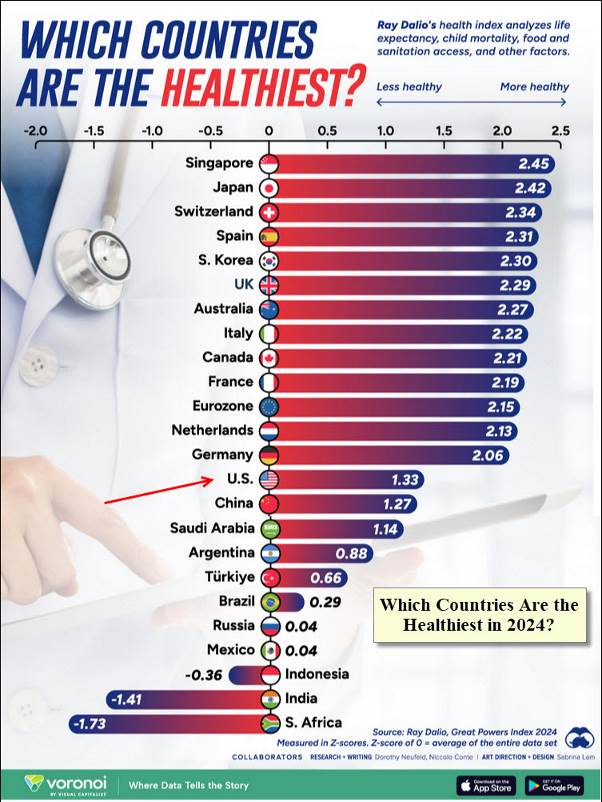 WHICH COUNTRIES
ARE THE HEALTHIEST?
Ray Dalio's health index analyzes life
expectancy, child mortality, food and
sanitation access, and other factors.
Less healthy
More healthy
-2.0 -1.5 -1.0 -0.5 0 0.5 1.0 1.5 2.0 2.5
Singapore 2.45
Japan 2.42
Switzerland 2.34
Spain 2.31
S. Korea 2.30
UK 2.29
Australia 2.27
Italy 2.22
Canada 2.21
France 2.19
Eurozone 2.15
Netherlands 2.13
Germany 2.06
U.S. 1.33
China 1.27
Saudi Arabia 1.14
Argentina 0.88
Türkiye 0.66
Brazil 0.29
Russia 0.04
Mexico 0.04
-0.36 Indonesia
-1.41 India
-1.73 S. Africa
Which Countries Are the
Healthiest in 2024?
Source: Ray Dalio, Great Powers Index 2024
Measured in Z-scores. Z-score of 0 = average of the entire data set
COLLABORATORS RESEARCH + WRITING Dorothy Neufeld, Niccolo Conte | ART DIRECTION + DESIGN Sabrina Lam
voronoi
BY VISUAL CAPITALIST
Where Data Tells the Story
Download on the
App Store
GET IT ON
Google Play